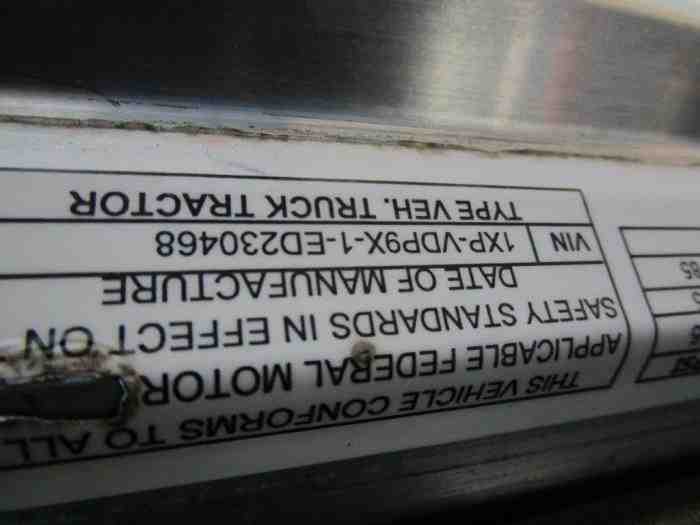 THIS VEHICLE CONFORMS TO ALL
APPLICABLE FEDERAL MOTOR
SAFETY STANDARDS IN EFFECT ON
DATE OF MANUFACTURE
VIN 1XP-VDP9X-1-ED230468
TYPE VEH. TRUCK TRACTOR